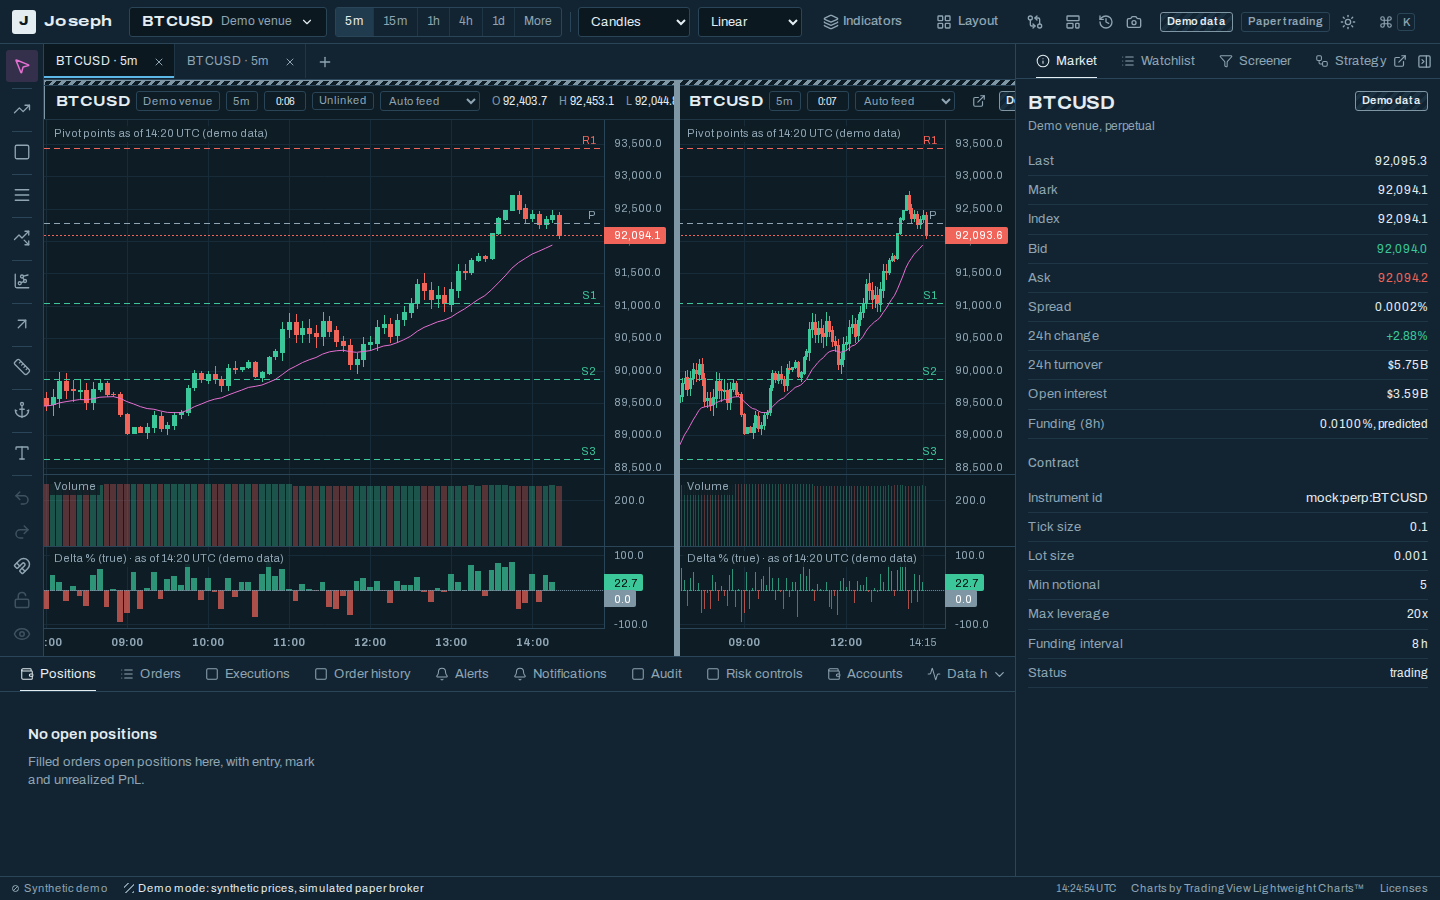 J Joseph BTCUSD Demo venue 5m 15m 1h 4h 1d More Candles Linear Indicators Layout Demo data Paper trading ⌘ K
BTCUSD · 5m × BTCUSD · 5m × +
Market Watchlist Screener Strategy
BTCUSD Demo venue 5m 0:06 Unlinked Auto feed O 92,403.7 H 92,453.1 L 92,044.8
BTCUSD 5m 0:07 Auto feed
Pivot points as of 14:20 UTC (demo data)
R1
P
S1
S2
S3
93,500.0
93,000.0
92,500.0
92,094.1
91,500.0
91,000.0
90,500.0
90,000.0
89,500.0
89,000.0
88,500.0
Volume
200.0
Delta % (true) · as of 14:20 UTC (demo data)
100.0
22.7
0.0
-100.0
:00 09:00 10:00 11:00 12:00 13:00 14:00
Pivot points as of 14:20 UTC (demo data)
R1
P
S1
S2
S3
93,500.0
93,000.0
92,500.0
92,093.6
91,500.0
91,000.0
90,500.0
90,000.0
89,500.0
89,000.0
88,500.0
Volume
200.0
Delta % (true) · as of 14:20 UTC (demo data)
100.0
22.7
0.0
-100.0
09:00 12:00 14:15
BTCUSD Demo data
Demo venue, perpetual
Last 92,095.3
Mark 92,094.1
Index 92,094.1
Bid 92,094.0
Ask 92,094.2
Spread 0.0002%
24h change +2.88%
24h turnover $5.75B
Open interest $3.59B
Funding (8h) 0.0100%, predicted
Contract
Instrument id mock:perp:BTCUSD
Tick size 0.1
Lot size 0.001
Min notional 5
Max leverage 20x
Funding interval 8h
Status trading
Positions Orders Executions Order history Alerts Notifications Audit Risk controls Accounts Data h
No open positions
Filled orders open positions here, with entry, mark
and unrealized PnL.
Synthetic demo Demo mode: synthetic prices, simulated paper broker 14:24:54 UTC Charts by TradingView Lightweight Charts™ Licenses